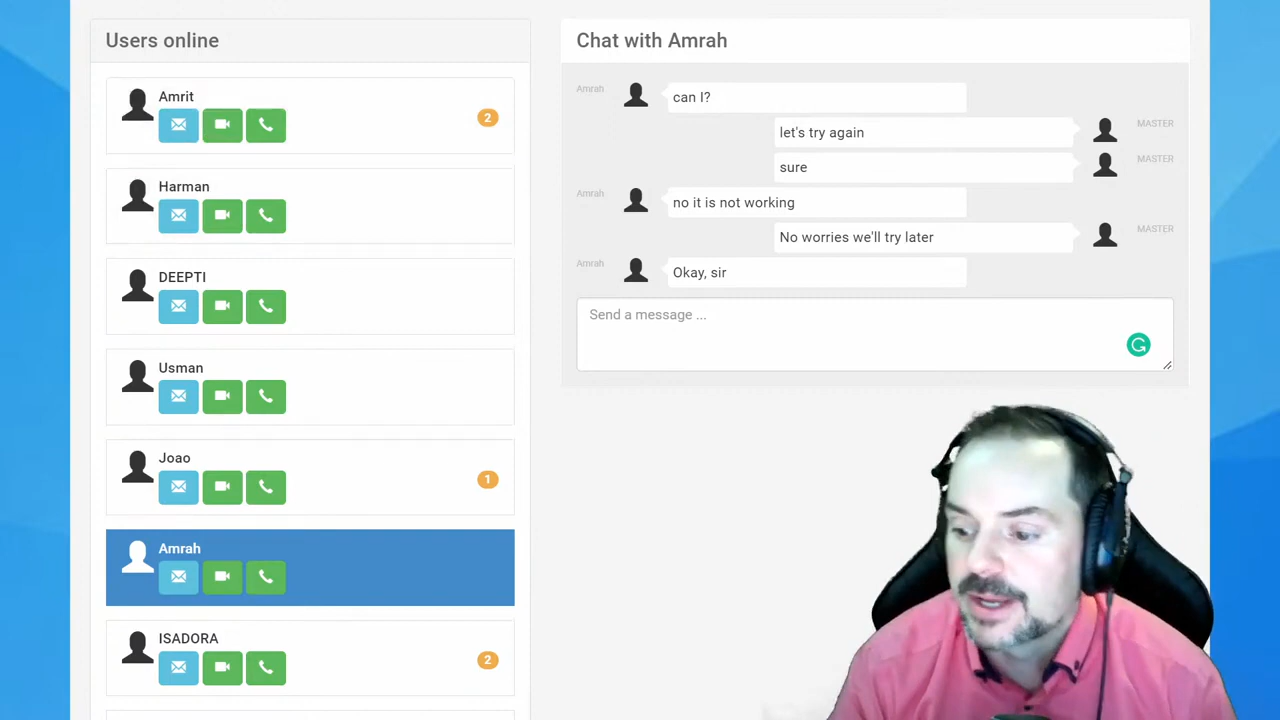 Users online
Amrit
2
Harman
DEEPTI
Usman
Joao
1
Amrah
ISADORA
2
Chat with Amrah
Amrah
can I?
let's try again
MASTER
sure
MASTER
Amrah
no it is not working
No worries we'll try later
MASTER
Amrah
Okay, sir
Send a message ...